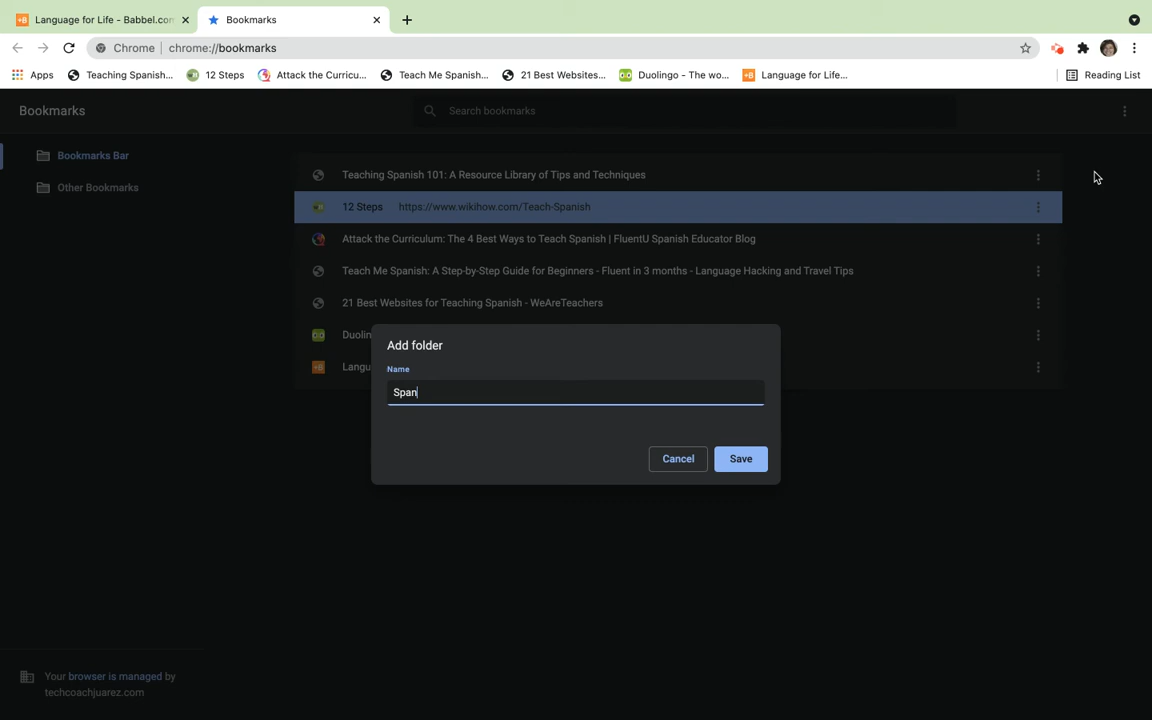 Language for Life - Babbel.com
Bookmarks
Chrome | chrome://bookmarks
Apps
Teaching Spanish...
12 Steps
Attack the Curricu...
Teach Me Spanish...
21 Best Websites...
Duolingo - The wo...
Language for Life...
Reading List
Bookmarks
Search bookmarks
Bookmarks Bar
Other Bookmarks
Teaching Spanish 101: A Resource Library of Tips and Techniques
12 Steps https://www.wikihow.com/Teach-Spanish
Attack the Curriculum: The 4 Best Ways to Teach Spanish | FluentU Spanish Educator Blog
Teach Me Spanish: A Step-by-Step Guide for Beginners - Fluent in 3 months - Language Hacking and Travel Tips
21 Best Websites for Teaching Spanish - WeAreTeachers
Duolin
Langu
Add folder
Name
Span
Cancel
Save
Your browser is managed by
techcoachjuarez.com